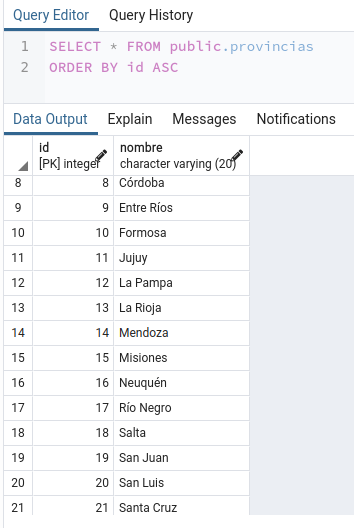 Query Editor Query History
1 SELECT * FROM public.provincias
2 ORDER BY id ASC
Data Output Explain Messages Notifications
id nombre
[PK] integer character varying (20)
8 8 Córdoba
9 9 Entre Ríos
10 10 Formosa
11 11 Jujuy
12 12 La Pampa
13 13 La Rioja
14 14 Mendoza
15 15 Misiones
16 16 Neuquén
17 17 Río Negro
18 18 Salta
19 19 San Juan
20 20 San Luis
21 21 Santa Cruz